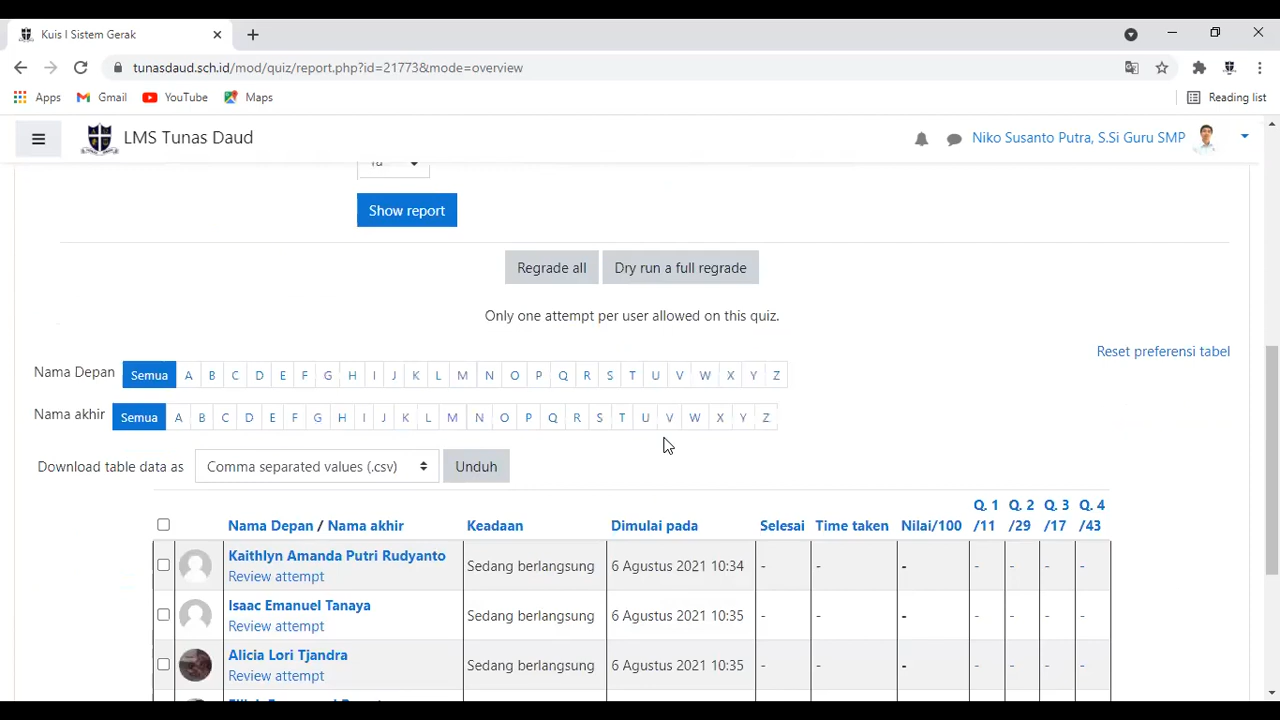 Kuis I Sistem Gerak
tunasdaud.sch.id/mod/quiz/report.php?id=21773&mode=overview
Apps Gmail YouTube Maps Reading list
LMS Tunas Daud Niko Susanto Putra, S.Si Guru SMP
Show report
Regrade all Dry run a full regrade
Only one attempt per user allowed on this quiz.
Reset preferensi tabel
Nama Depan Semua A B C D E F G H I J K L M N O P Q R S T U V W X Y Z
Nama akhir Semua A B C D E F G H I J K L M N O P Q R S T U V W X Y Z
Download table data as Comma separated values (.csv) Unduh
Nama Depan / Nama akhir Keadaan Dimulai pada Selesai Time taken Nilai/100 Q. 1 /11 Q. 2 /29 Q. 3 /17 Q. 4 /43
Kaithlyn Amanda Putri Rudyanto
Review attempt Sedang berlangsung 6 Agustus 2021 10:34 - - - - - - -
Isaac Emanuel Tanaya
Review attempt Sedang berlangsung 6 Agustus 2021 10:35 - - - - - - -
Alicia Lori Tjandra
Review attempt Sedang berlangsung 6 Agustus 2021 10:35 - - - - - - -